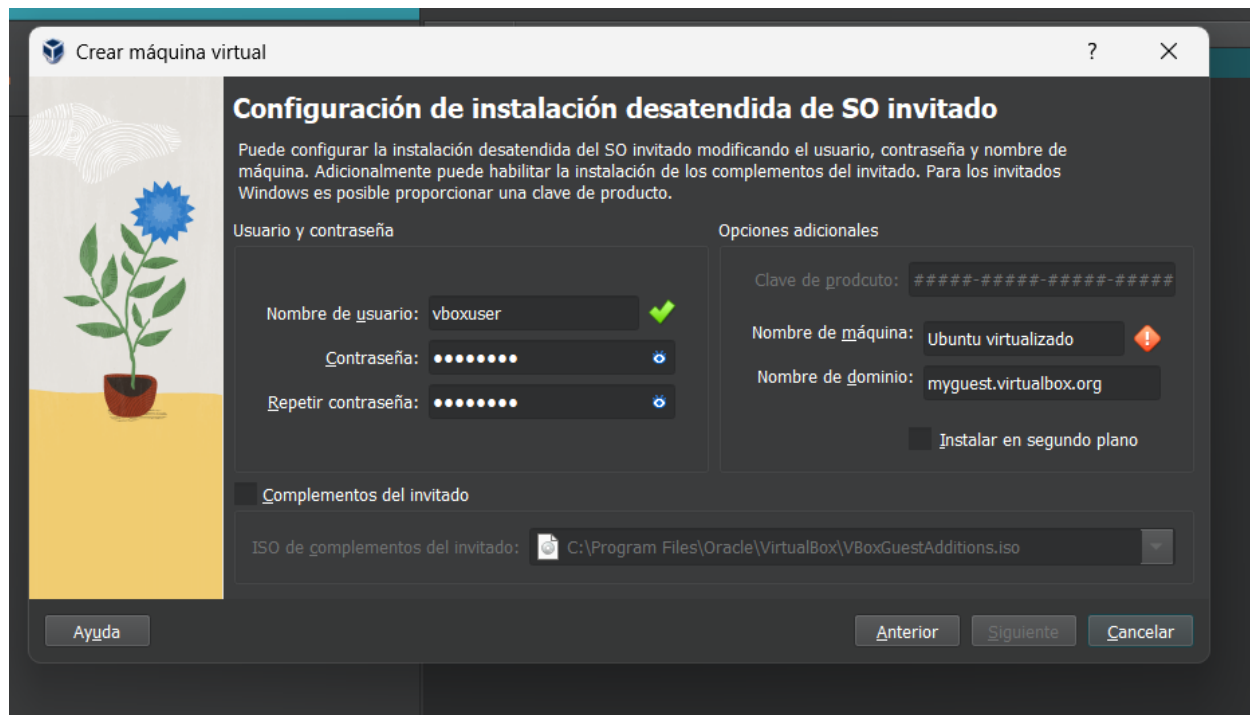 Crear máquina virtual
?
Configuración de instalación desatendida de SO invitado
Puede configurar la instalación desatendida del SO invitado modificando el usuario, contraseña y nombre de
máquina. Adicionalmente puede habilitar la instalación de los complementos del invitado. Para los invitados
Windows es posible proporcionar una clave de producto.
Usuario y contraseña
Nombre de usuario: vboxuser
Contraseña: ●●●●●●●●
Repetir contraseña: ●●●●●●●●
Opciones adicionales
Clave de prodcuto: #####-#####-#####-#####
Nombre de máquina: Ubuntu virtualizado
Nombre de dominio: myguest.virtualbox.org
Instalar en segundo plano
Complementos del invitado
ISO de complementos del invitado: C:\Program Files\Oracle\VirtualBox\VBoxGuestAdditions.iso
Ayuda
Anterior
Siguiente
Cancelar